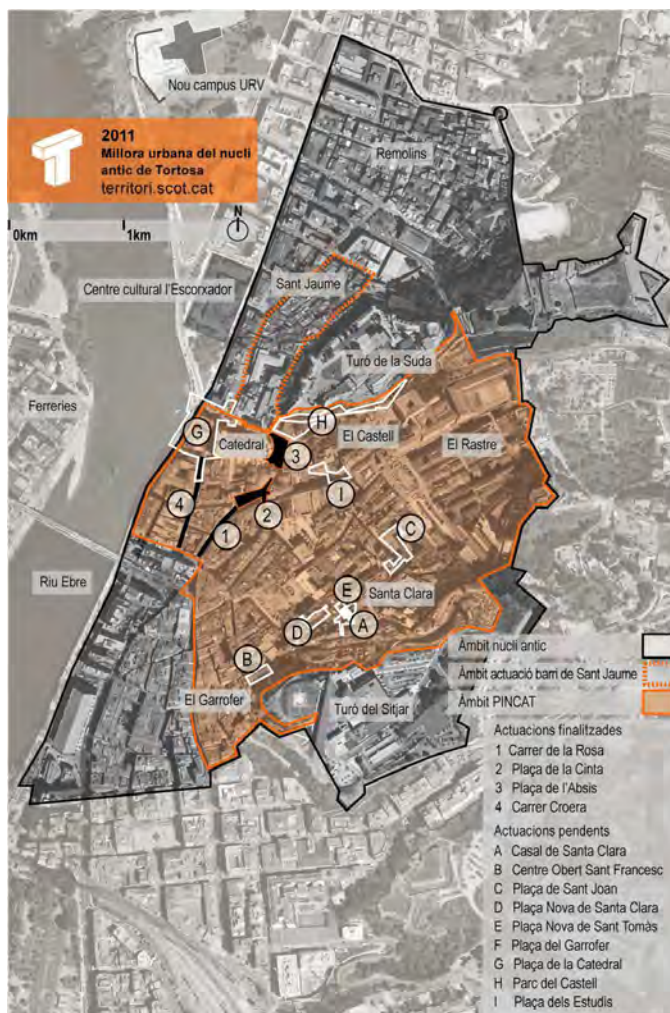 Nou campus URV
2011
Millora urbana del nucli
antic de Tortosa
territori.scot.cat
Remolins
N
0km
1km
Centre cultural l'Escorxador
Sant Jaume
Turó de la Suda
Ferreries
G
Catedral
H
El Castell
El Rastre
3
4
I
1
2
C
Riu Ebre
Santa Clara
E
D
A
B
Àmbit nucli antic
Àmbit actuació barri de Sant Jaume
El Garrofer
Turó del Sitjar
Àmbit PINCAT
Actuacions finalitzades
1 Carrer de la Rosa
2 Plaça de la Cinta
3 Plaça de l'Absis
4 Carrer Croera
Actuacions pendents
A Casal de Santa Clara
B Centre Obert Sant Francesc
C Plaça de Sant Joan
D Plaça Nova de Santa Clara
E Plaça Nova de Sant Tomàs
F Plaça del Garrofer
G Plaça de la Catedral
H Parc del Castell
I Plaça dels Estudis